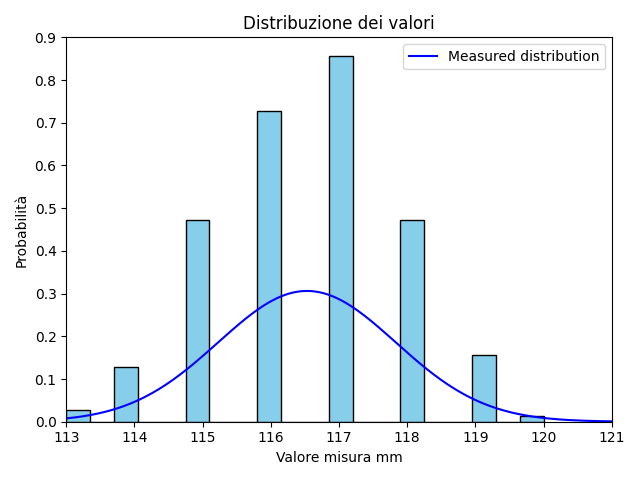 Distribuzione dei valori
Measured distribution
0.9
0.8
0.7
0.6
0.5
0.4
0.3
0.2
0.1
0.0
Probabilità
113 114 115 116 117 118 119 120 121
Valore misura mm